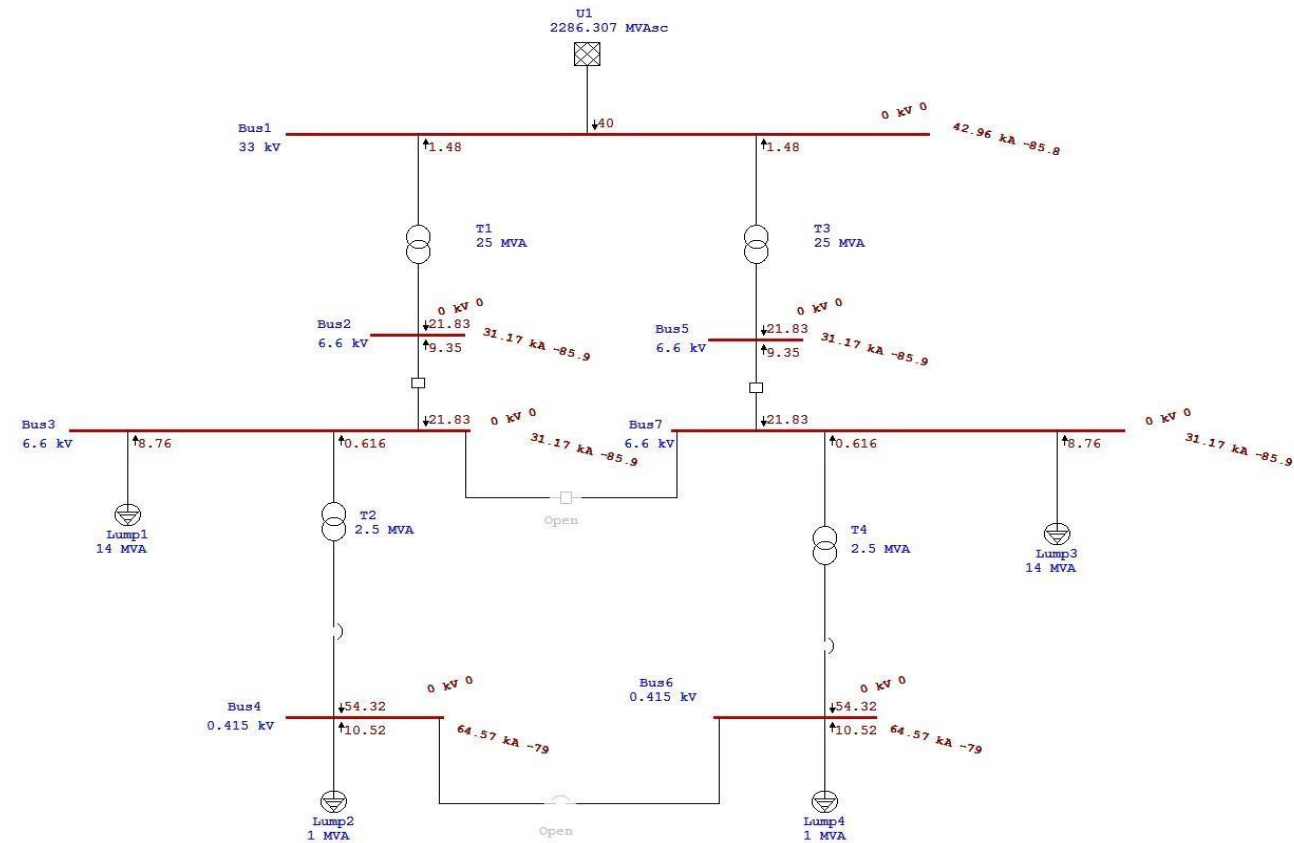 U1
2286.307 MVAsc
0 kV 0
40
42.96 kA -85.8
Bus1
33 kV
1.48
1.48
T1
25 MVA
T3
25 MVA
0 kV 0
0 kV 0
Bus2
6.6 kV
21.83
31.17 kA -85.9
9.35
Bus5
6.6 kV
21.83
31.17 kA -85.9
9.35
Bus3
6.6 kV
21.83
0 kV 0
31.17 kA -85.9
8.76
0.616
Bus7
6.6 kV
21.83
0 kV 0
31.17 kA -85.9
0.616
8.76
T2
2.5 MVA
Open
T4
2.5 MVA
Lump1
14 MVA
Lump3
14 MVA
0 kV 0
0 kV 0
Bus4
0.415 kV
54.32
64.57 kA -79
10.52
Bus6
0.415 kV
54.32
64.57 kA -79
10.52
Lump2
1 MVA
Open
Lump4
1 MVA